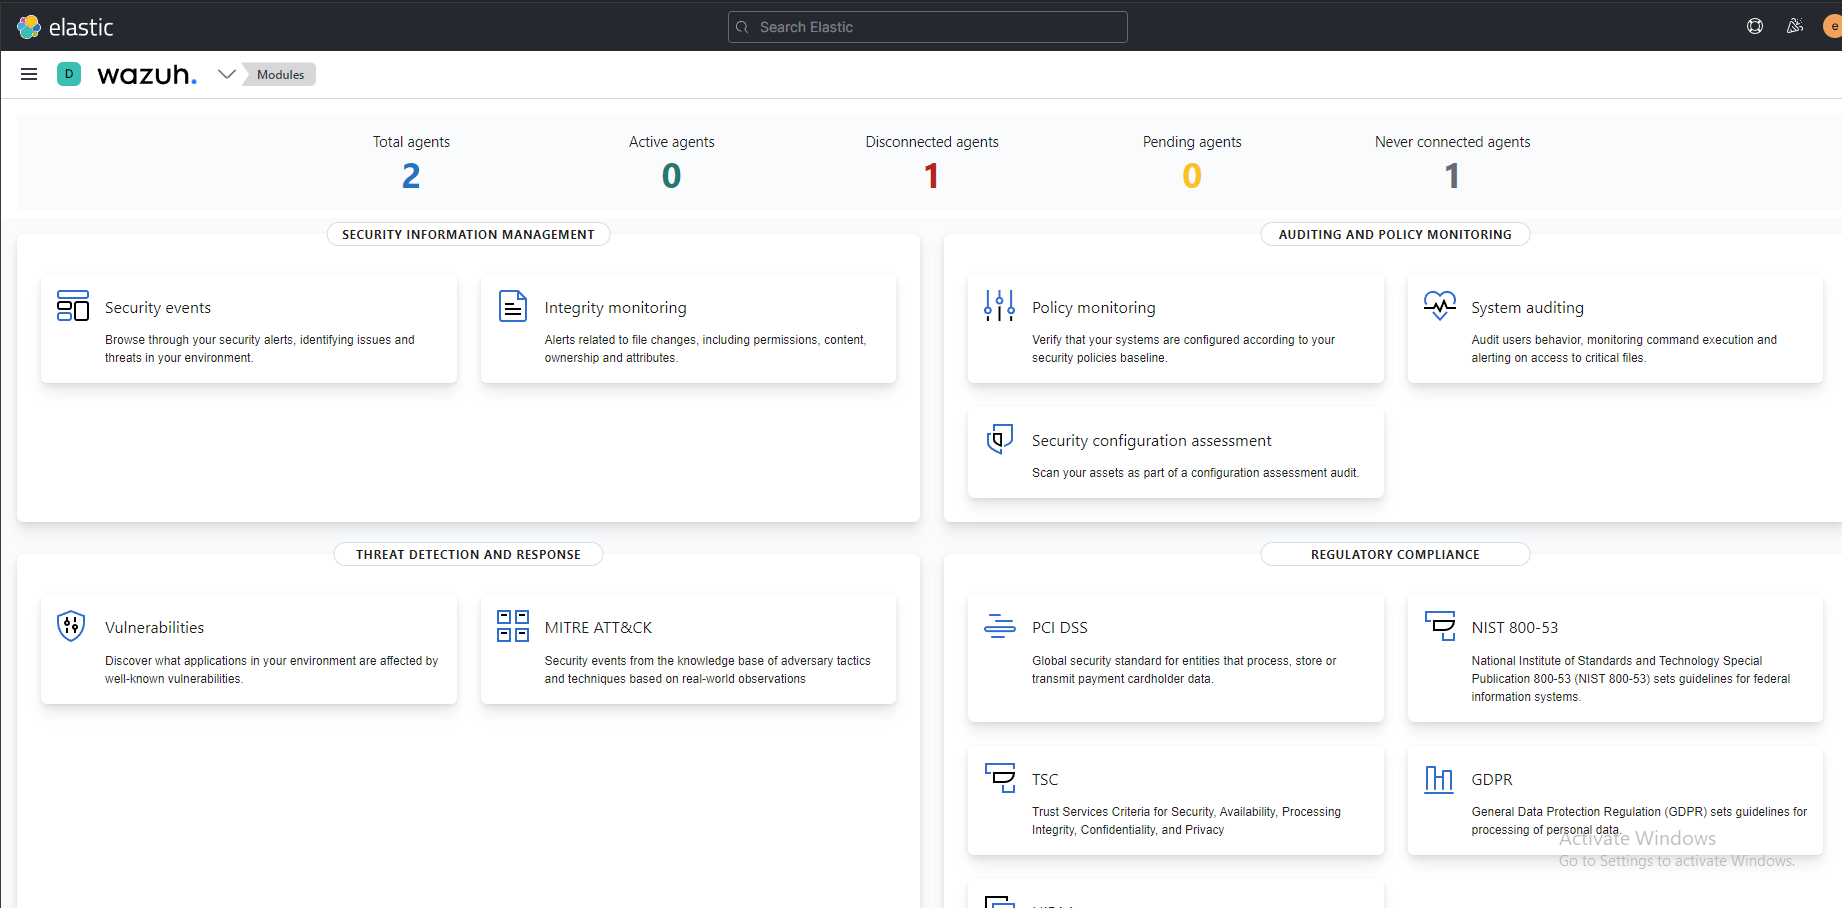 elastic
Search Elastic
e
D
wazuh.
Modules
Total agents
2
Active agents
0
Disconnected agents
1
Pending agents
0
Never connected agents
1
SECURITY INFORMATION MANAGEMENT
Security events
Browse through your security alerts, identifying issues and
threats in your environment.
Integrity monitoring
Alerts related to file changes, including permissions, content,
ownership and attributes.
AUDITING AND POLICY MONITORING
Policy monitoring
Verify that your systems are configured according to your
security policies baseline.
System auditing
Audit users behavior, monitoring command execution and
alerting on access to critical files.
Security configuration assessment
Scan your assets as part of a configuration assessment audit.
THREAT DETECTION AND RESPONSE
Vulnerabilities
Discover what applications in your environment are affected by
well-known vulnerabilities.
MITRE ATT&CK
Security events from the knowledge base of adversary tactics
and techniques based on real-world observations
REGULATORY COMPLIANCE
PCI DSS
Global security standard for entities that process, store or
transmit payment cardholder data.
NIST 800-53
National Institute of Standards and Technology Special
Publication 800-53 (NIST 800-53) sets guidelines for federal
information systems.
TSC
Trust Services Criteria for Security, Availability, Processing
Integrity, Confidentiality, and Privacy
GDPR
General Data Protection Regulation (GDPR) sets guidelines for
processing of personal data.
Activate Windows
Go to Settings to activate Windows.